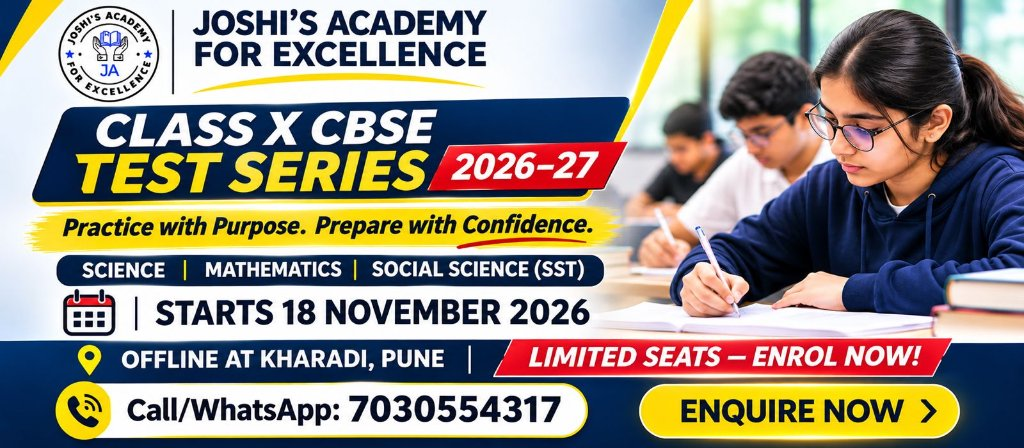 JOSHI'S ACADEMY
FOR EXCELLENCE
JA
JOSHI'S ACADEMY
FOR EXCELLENCE
CLASS X CBSE
TEST SERIES
2026–27
Practice with Purpose. Prepare with Confidence.
SCIENCE | MATHEMATICS | SOCIAL SCIENCE (SST)
STARTS 18 NOVEMBER 2026
OFFLINE AT KHARADI, PUNE
LIMITED SEATS – ENROL NOW!
Call/WhatsApp: 7030554317
ENQUIRE NOW